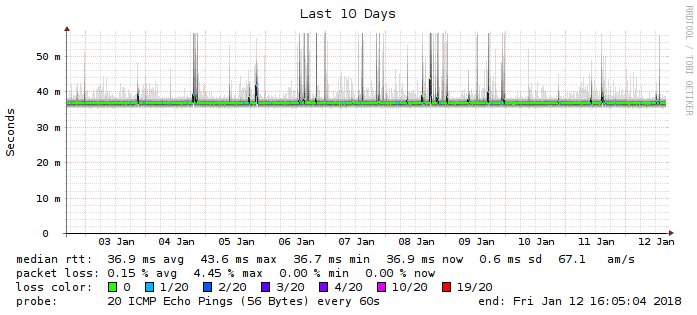 Last 10 Days
RRDTOOL / TOBI OETIKER
Seconds
50 m
40 m
30 m
20 m
10 m
0
03 Jan 04 Jan 05 Jan 06 Jan 07 Jan 08 Jan 09 Jan 10 Jan 11 Jan 12 Jan
median rtt: 36.9 ms avg 43.6 ms max 36.7 ms min 36.9 ms now 0.6 ms sd 67.1 am/s
packet loss: 0.15 % avg 4.45 % max 0.00 % min 0.00 % now
loss color: 0 1/20 2/20 3/20 4/20 10/20 19/20
probe: 20 ICMP Echo Pings (56 Bytes) every 60s end: Fri Jan 12 16:05:04 2018